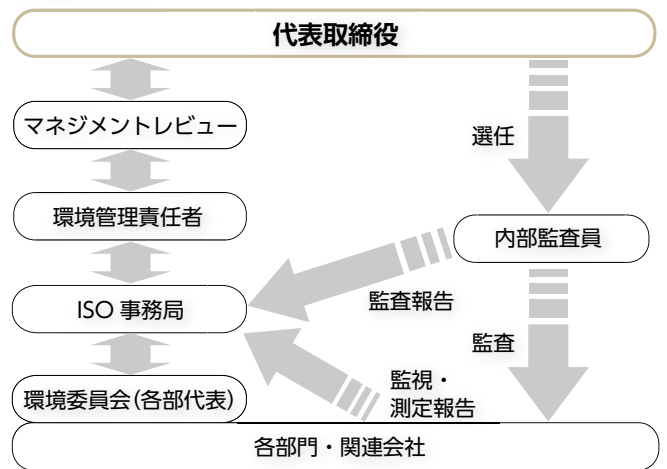 代表取締役
マネジメントレビュー
選任
環境管理責任者
内部監査員
ISO 事務局
監査報告
監査
環境委員会(各部代表)
監視・
測定報告
各部門・関連会社